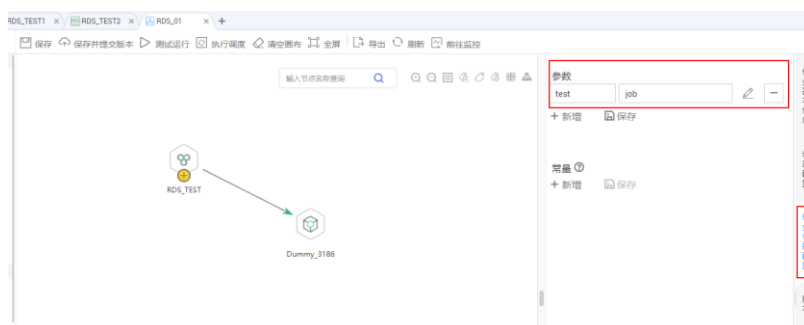 RDS_TEST1 × RDS_TEST2 × RDS_01 × +
保存 保存并提交版本 测试运行 执行调度 清空画布 全屏 导出 刷新 前往监控
输入节点名称查询
参数
test job
+ 新增 保存
常量
+ 新增 保存
RDS_TEST
Dummy_3186